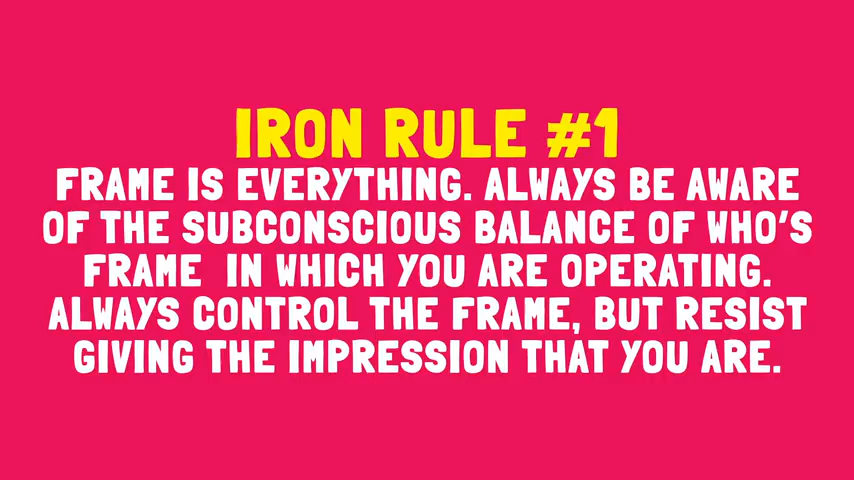 IRON RULE #1
FRAME IS EVERYTHING. ALWAYS BE AWARE
OF THE SUBCONSCIOUS BALANCE OF WHO'S
FRAME IN WHICH YOU ARE OPERATING.
ALWAYS CONTROL THE FRAME, BUT RESIST
GIVING THE IMPRESSION THAT YOU ARE.